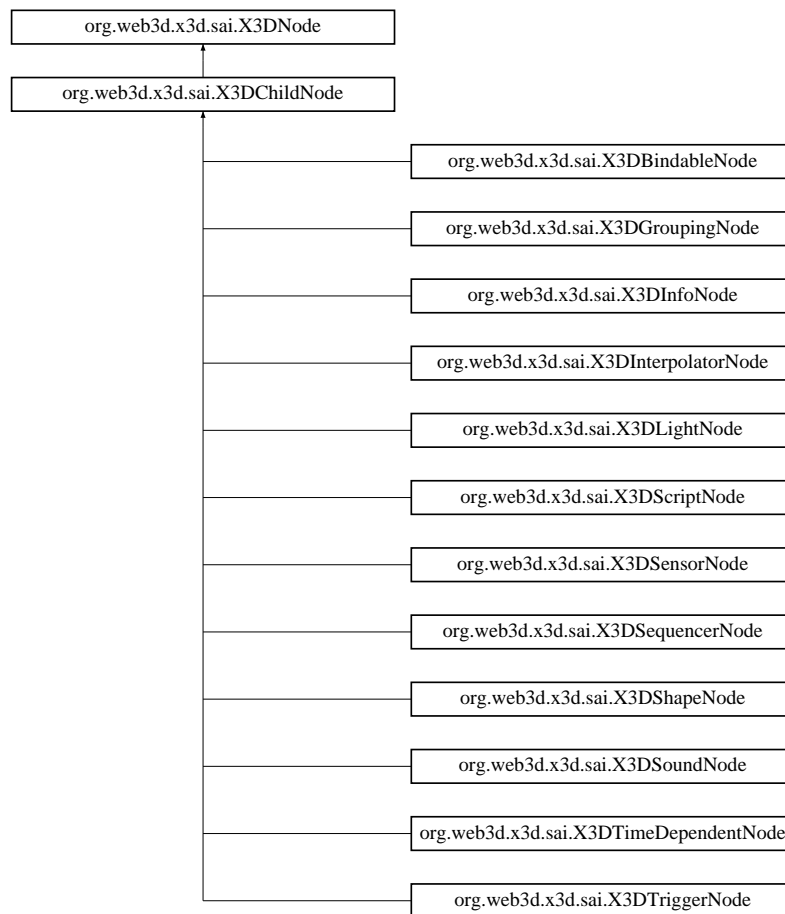 org.web3d.x3d.sai.X3DNode
org.web3d.x3d.sai.X3DChildNode
org.web3d.x3d.sai.X3DBindableNode
org.web3d.x3d.sai.X3DGroupingNode
org.web3d.x3d.sai.X3DInfoNode
org.web3d.x3d.sai.X3DInterpolatorNode
org.web3d.x3d.sai.X3DLightNode
org.web3d.x3d.sai.X3DScriptNode
org.web3d.x3d.sai.X3DSensorNode
org.web3d.x3d.sai.X3DSequencerNode
org.web3d.x3d.sai.X3DShapeNode
org.web3d.x3d.sai.X3DSoundNode
org.web3d.x3d.sai.X3DTimeDependentNode
org.web3d.x3d.sai.X3DTriggerNode